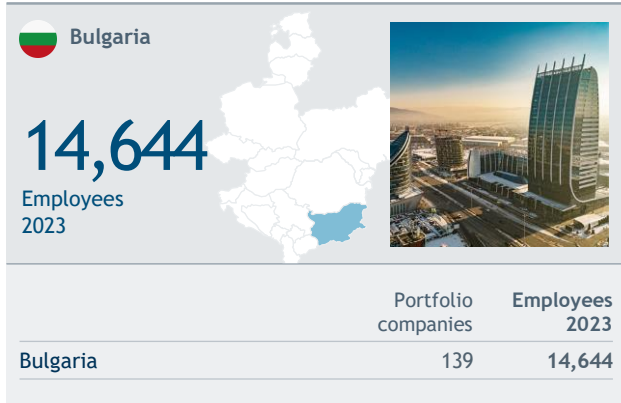 Bulgaria
14,644
Employees
2023
Portfolio companies Employees 2023
Bulgaria 139 14,644